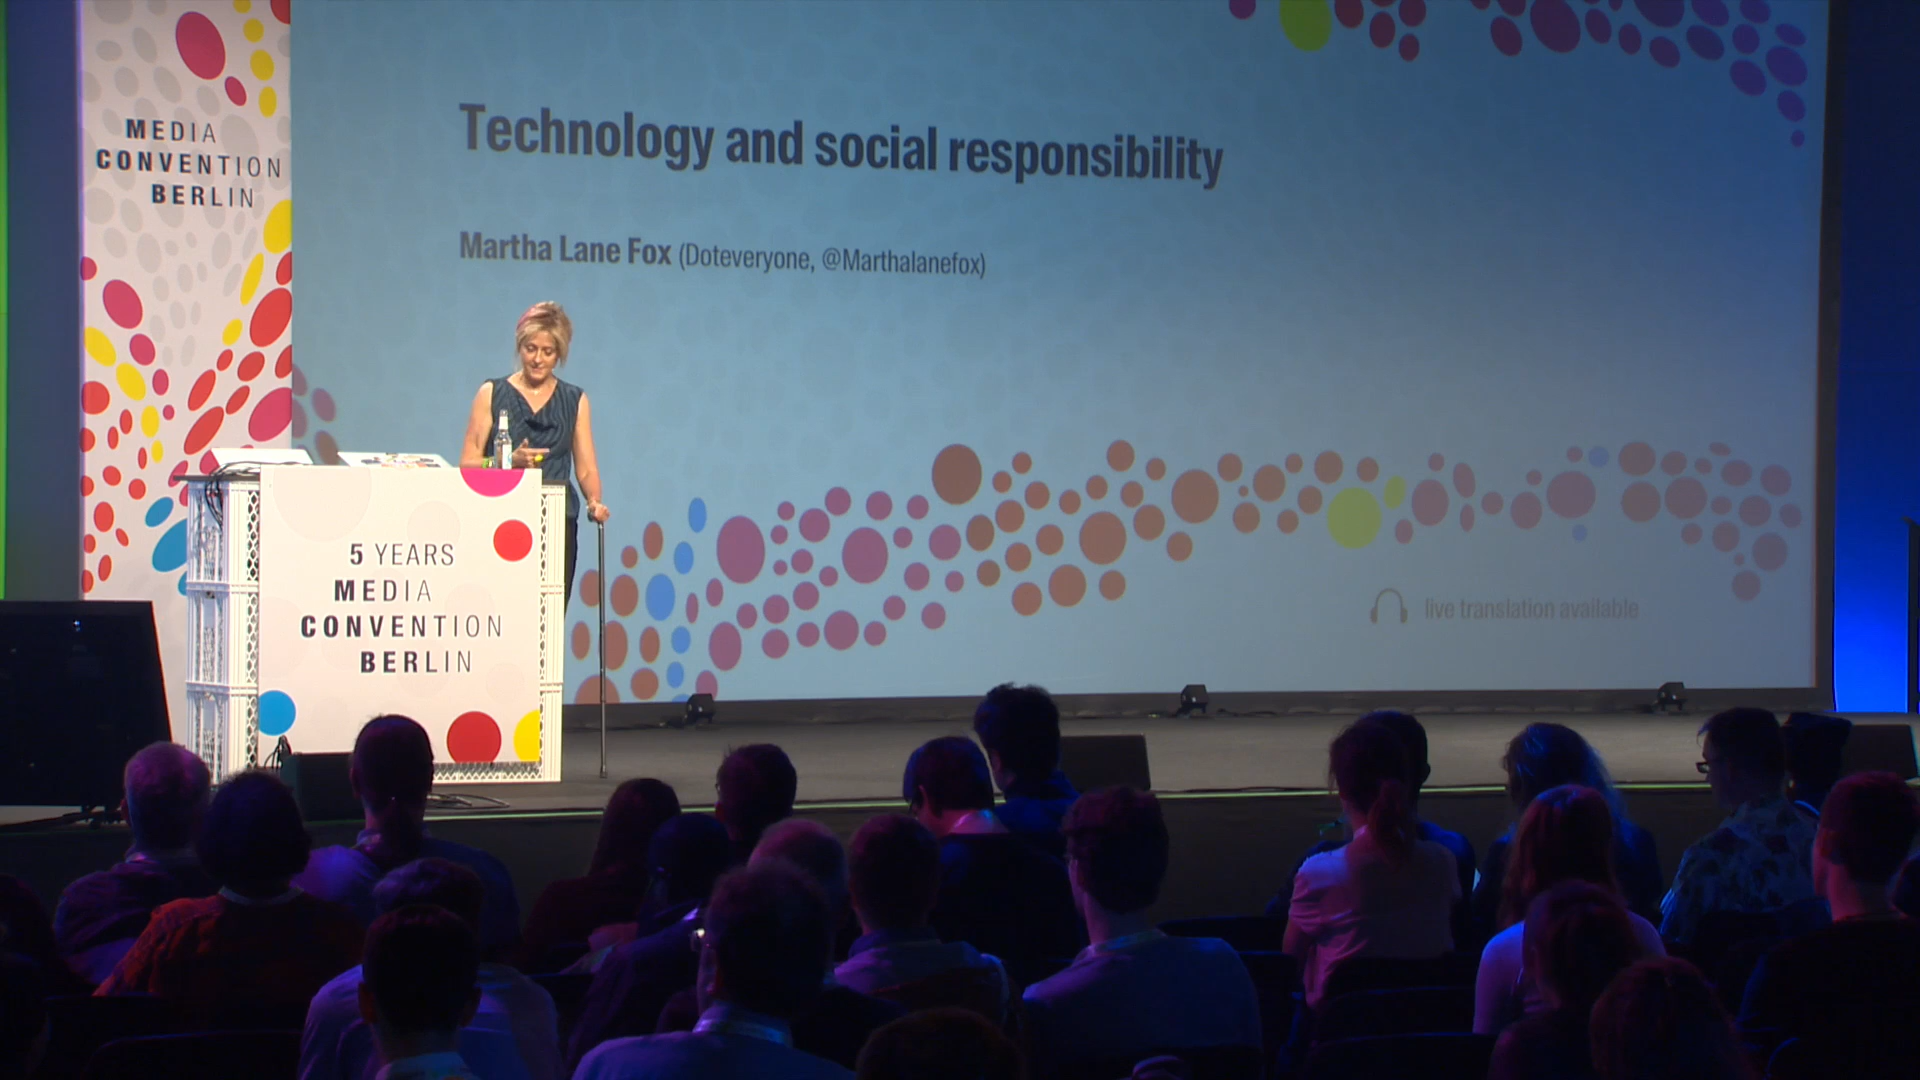 MEDIA
CONVENTION
BERLIN
Technology and social responsibility
Martha Lane Fox (Doteveryone, @Marthalanefox)
5 YEARS
MEDIA
CONVENTION
BERLIN
live translation available